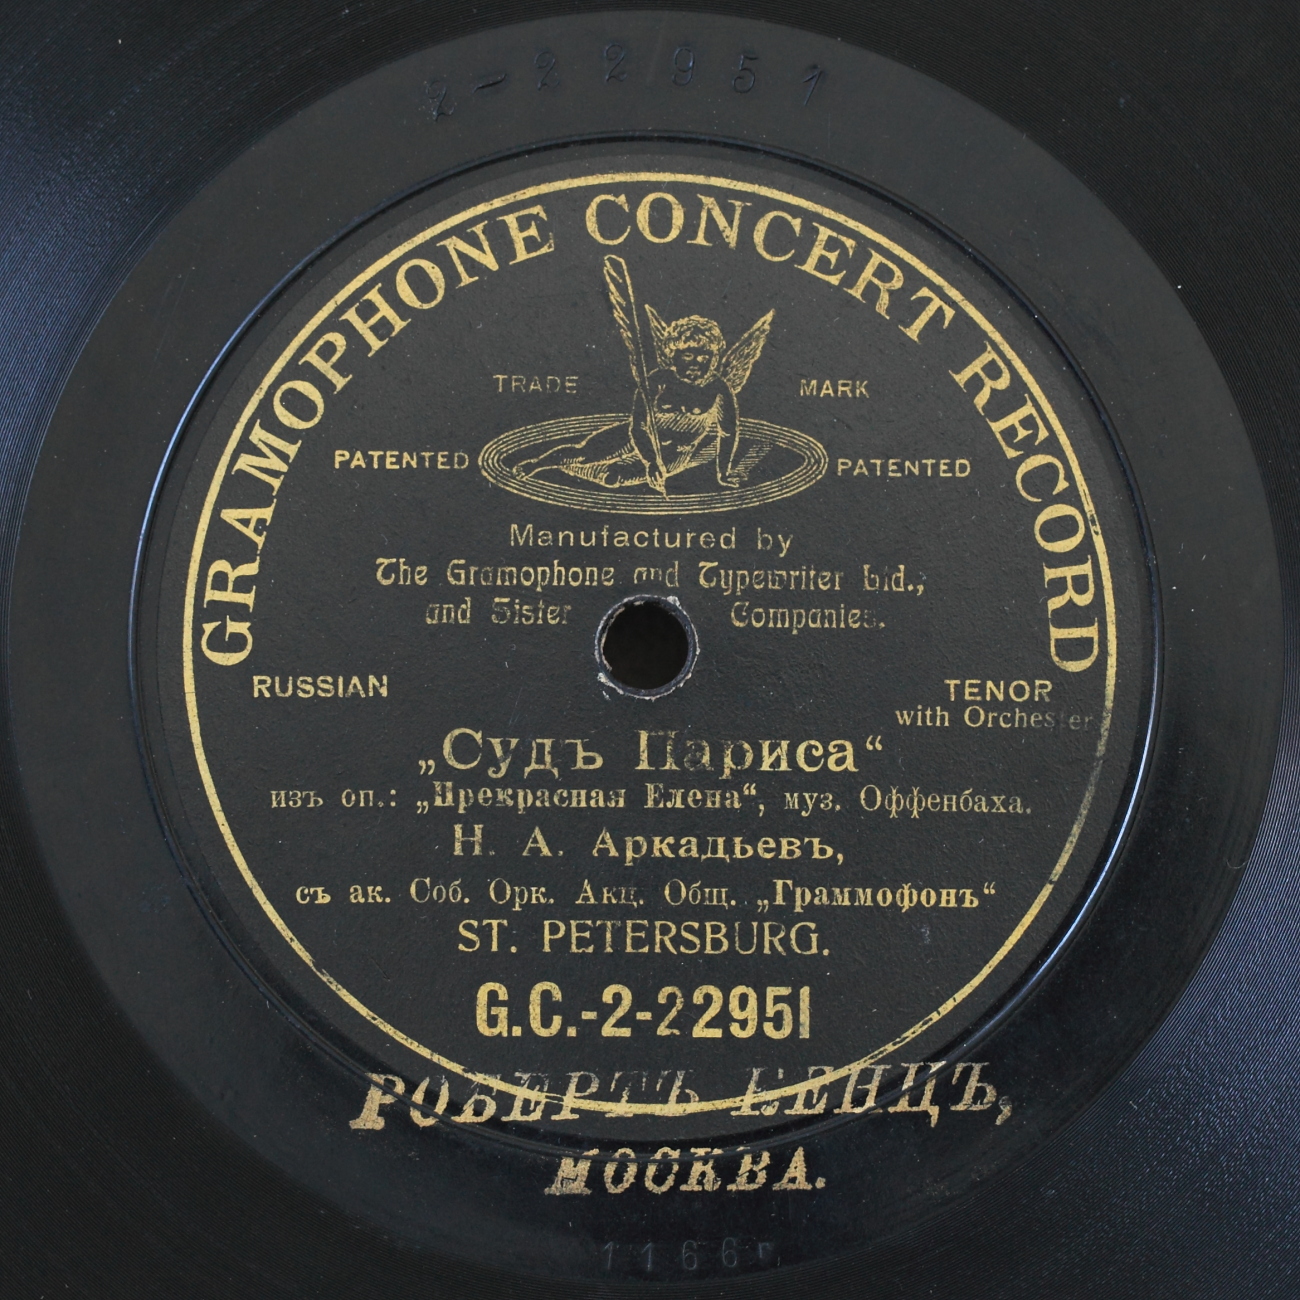 2-22951
GRAMOPHONE CONCERT RECORD
TRADE MARK
PATENTED PATENTED
Manufactured by
The Gramophone and Typewriter Ltd.,
and Sister Companies.
RUSSIAN
TENOR
with Orchester
„Судъ Париса“
изъ оп.: „Прекрасная Елена“, муз. Оффенбаха.
Н. А. Аркадьевъ,
съ ак. Соб. Орк. Акц. Общ. „Граммофонъ“
ST. PETERSBURG.
G.C.-2-22951
РОБЕРТЪ КЕНЦЪ,
МОСКВА.
1166r